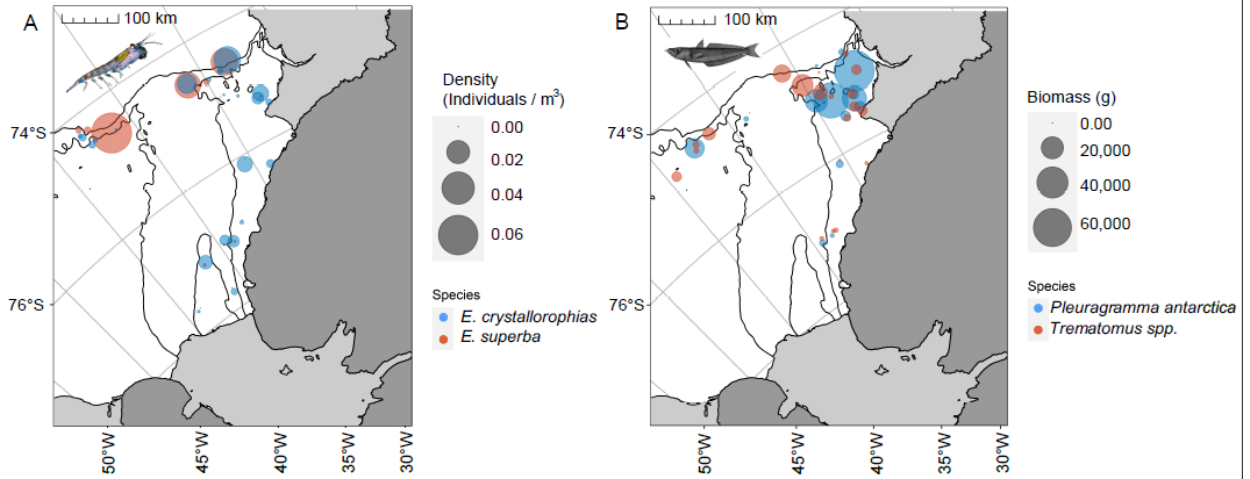 A
100 km
74°S
76°S
50°W
45°W
40°W
35°W
30°W
Density
(Individuals / m³)
0.00
0.02
0.04
0.06
Species
E. crystallorophias
E. superba
B
100 km
74°S
76°S
50°W
45°W
40°W
35°W
30°W
Biomass (g)
0.00
20,000
40,000
60,000
Species
Pleuragramma antarctica
Trematomus spp.